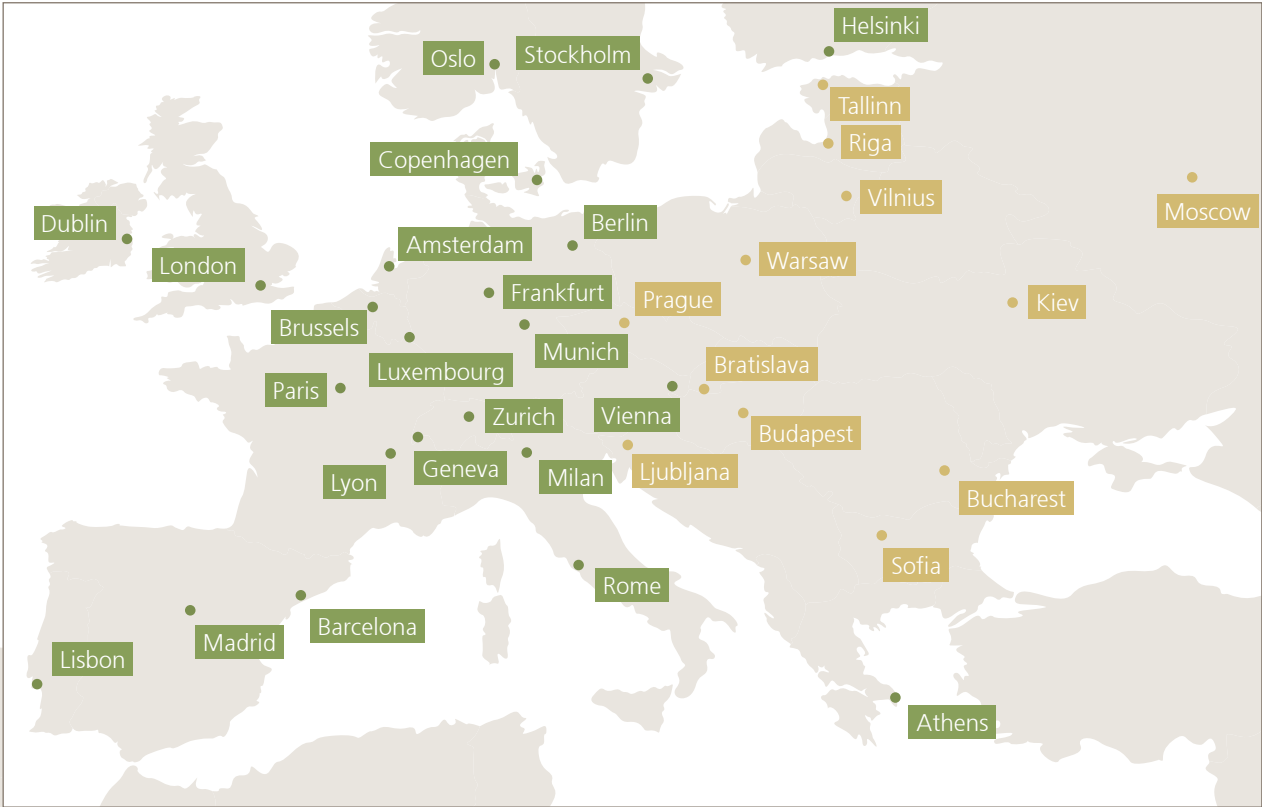 Helsinki
Oslo
Stockholm
Tallinn
Riga
Copenhagen
Vilnius
Moscow
Dublin
Berlin
Amsterdam
London
Warsaw
Frankfurt
Prague
Kiev
Brussels
Munich
Luxembourg
Bratislava
Paris
Zurich
Vienna
Budapest
Geneva
Ljubljana
Lyon
Milan
Bucharest
Sofia
Rome
Barcelona
Madrid
Lisbon
Athens